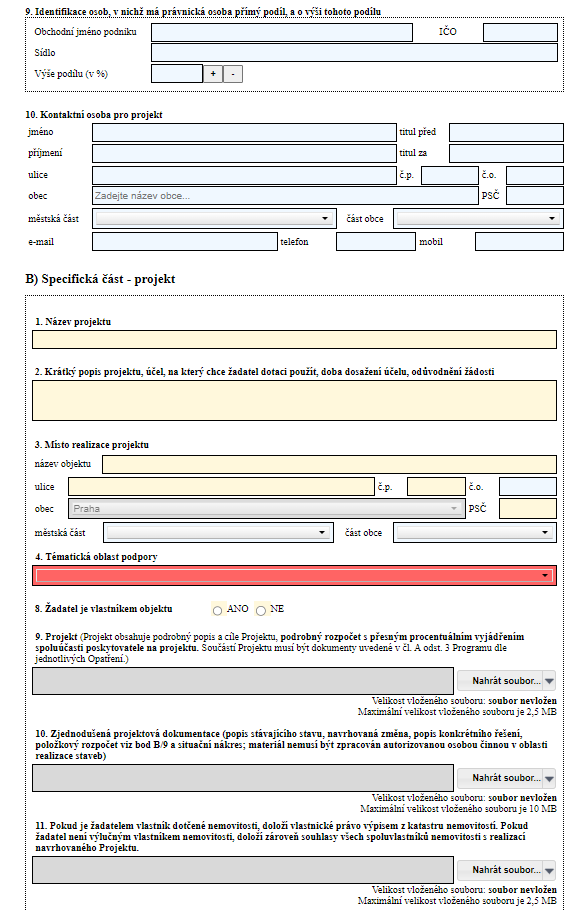 9. Identifikace osob, v nichž má právnická osoba přímý podíl, a o výši tohoto podílu
Obchodní jméno podniku IČO
Sídlo
Výše podílu (v %) + -
10. Kontaktní osoba pro projekt
jméno titul před
příjmení titul za
ulice č.p. č.o.
obec Zadejte název obce... PSČ
městská část část obce
e-mail telefon mobil
B) Specifická část - projekt
1. Název projektu
2. Krátký popis projektu, účel, na který chce žadatel dotaci použít, doba dosažení účelu, odůvodnění žádosti
3. Místo realizace projektu
název objektu
ulice č.p. č.o.
obec Praha PSČ
městská část část obce
4. Tématická oblast podpory
8. Žadatel je vlastníkem objektu ANO NE
9. Projekt (Projekt obsahuje podrobný popis a cíle Projektu, podrobný rozpočet s přesným procentuálním vyjádřením
spoluúčasti poskytovatele na projektu. Součástí Projektu musí být dokumenty uvedené v čl. A odst. 3 Programu dle
jednotlivých Opatření.)
Nahrát soubor...
Velikost vloženého souboru: soubor nevložen
Maximální velikost vloženého souboru je 2,5 MB
10. Zjednodušená projektová dokumentace (popis stávajícího stavu, navrhovaná změna, popis konkrétního řešení,
položkový rozpočet viz bod B/9 a situační nákres; materiál nemusí být zpracován autorizovanou osobou činnou v oblasti
realizace staveb)
Nahrát soubor...
Velikost vloženého souboru: soubor nevložen
Maximální velikost vloženého souboru je 10 MB
11. Pokud je žadatelem vlastník dotčené nemovitosti, doloží vlastnické právo výpisem z katastru nemovitostí. Pokud
žadatel není výlučným vlastníkem nemovitosti, doloží zároveň souhlasy všech spoluvlastníků nemovitosti s realizací
navrhovaného Projektu.
Nahrát soubor...
Velikost vloženého souboru: soubor nevložen
Maximální velikost vloženého souboru je 2,5 MB